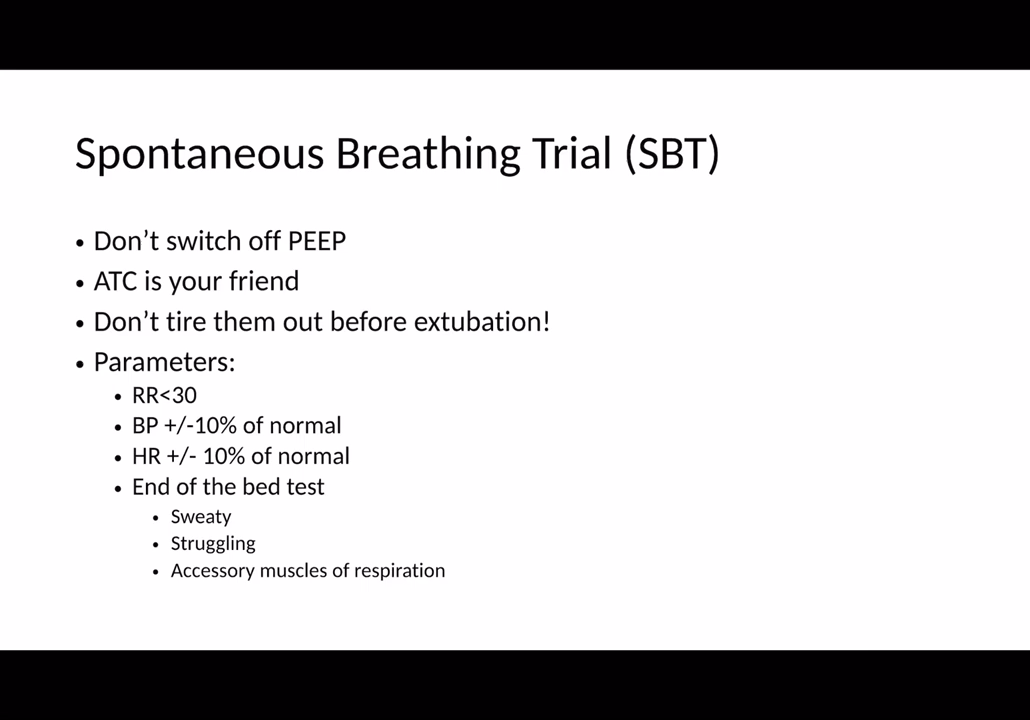 Spontaneous Breathing Trial (SBT)
• Don’t switch off PEEP
• ATC is your friend
• Don’t tire them out before extubation!
• Parameters:
• RR<30
• BP +/-10% of normal
• HR +/- 10% of normal
• End of the bed test
• Sweaty
• Struggling
• Accessory muscles of respiration